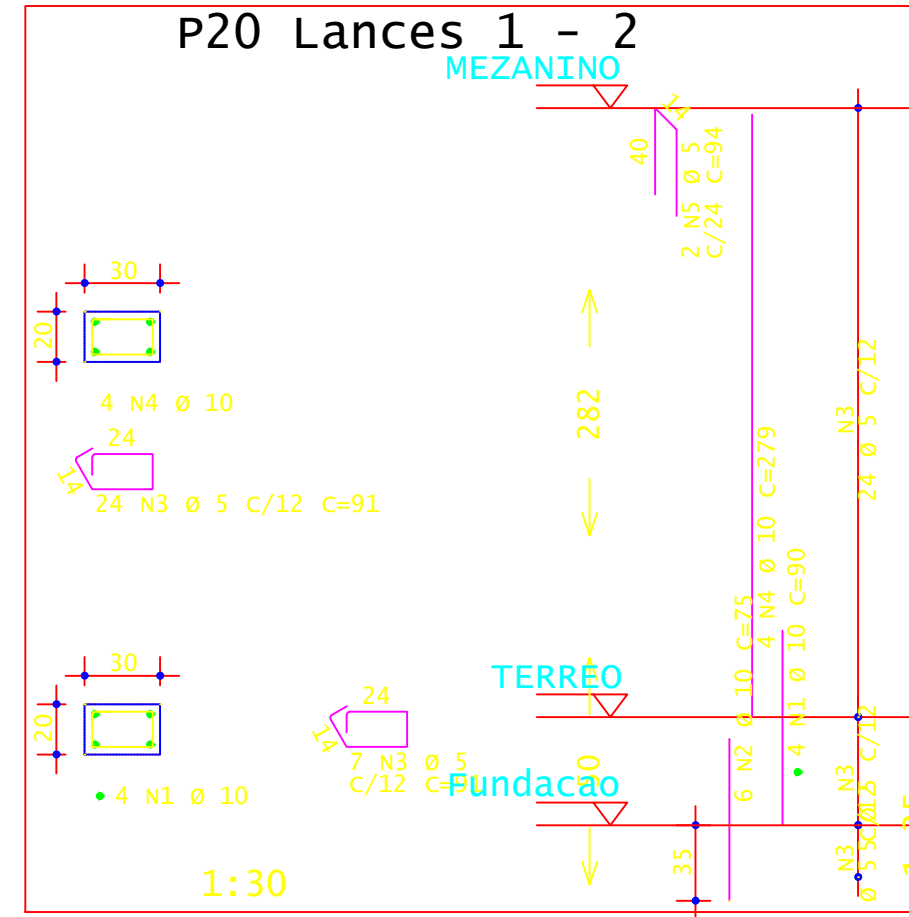 P20 Lances 1 - 2
MEZANINO
14
40
2 N5 Ø 5
C/24 C=94
30
20
4 N4 Ø 10
24
14
24 N3 Ø 5 C/12 C=91
282
N3
24 Ø 5 C/12
4 N4 Ø 10 C=279
6 N2 Ø 10 C=75
4 N1 Ø 10 C=90
TERREO
30
20
24
14
7 N3 Ø 5
C/12 C=91
4 N1 Ø 10
50
Fundacao
N3
N3
35
1:30